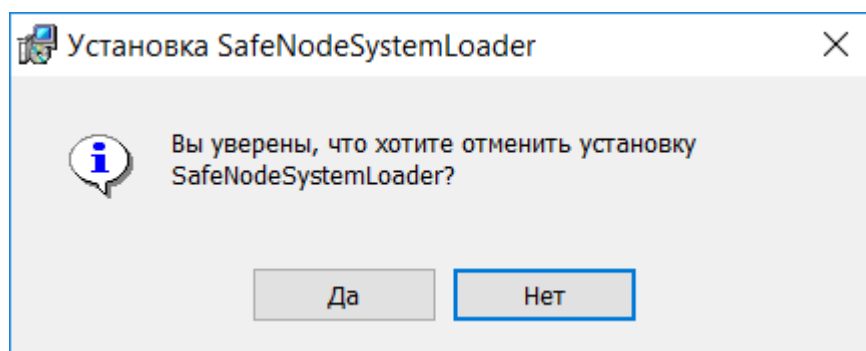 Установка SafeNodeSystemLoader
Вы уверены, что хотите отменить установку
SafeNodeSystemLoader?
Да
Нет